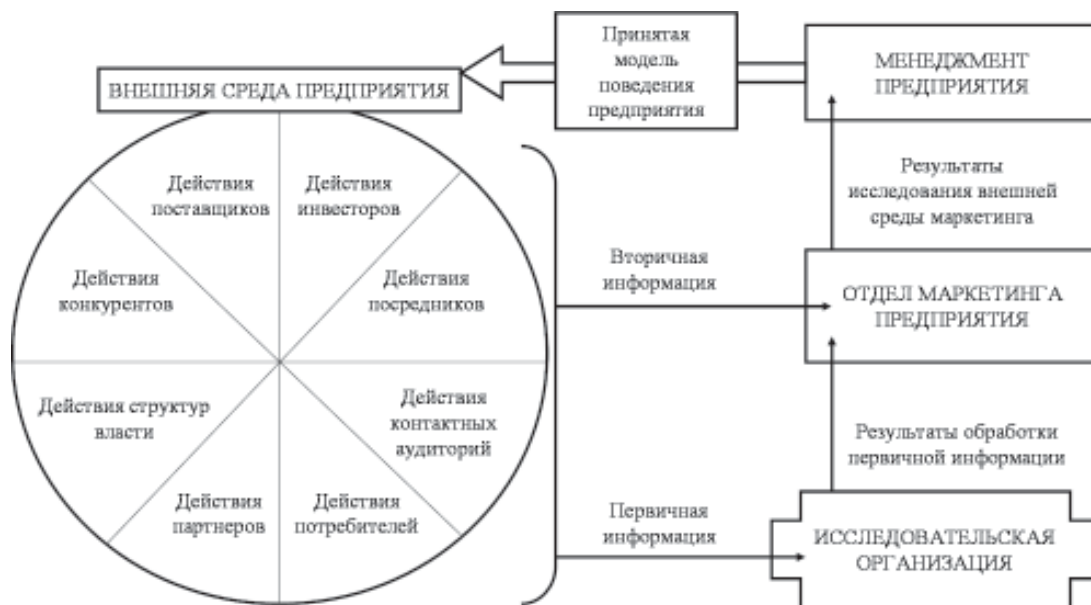 Принятая
модель
поведения
предприятия
МЕНЕДЖМЕНТ
ПРЕДПРИЯТИЯ
ВНЕШНЯЯ СРЕДА ПРЕДПРИЯТИЯ
Действия
поставщиков
Действия
инвесторов
Действия
конкурентов
Действия
посредников
Действия структур
власти
Действия
контактных
аудиторий
Действия
партнеров
Действия
потребителей
Результаты
исследования внешней
среды маркетинга
Вторичная
информация
ОТДЕЛ МАРКЕТИНГА
ПРЕДПРИЯТИЯ
Результаты обработки
первичной информации
Первичная
информация
ИССЛЕДОВАТЕЛЬСКАЯ
ОРГАНИЗАЦИЯ